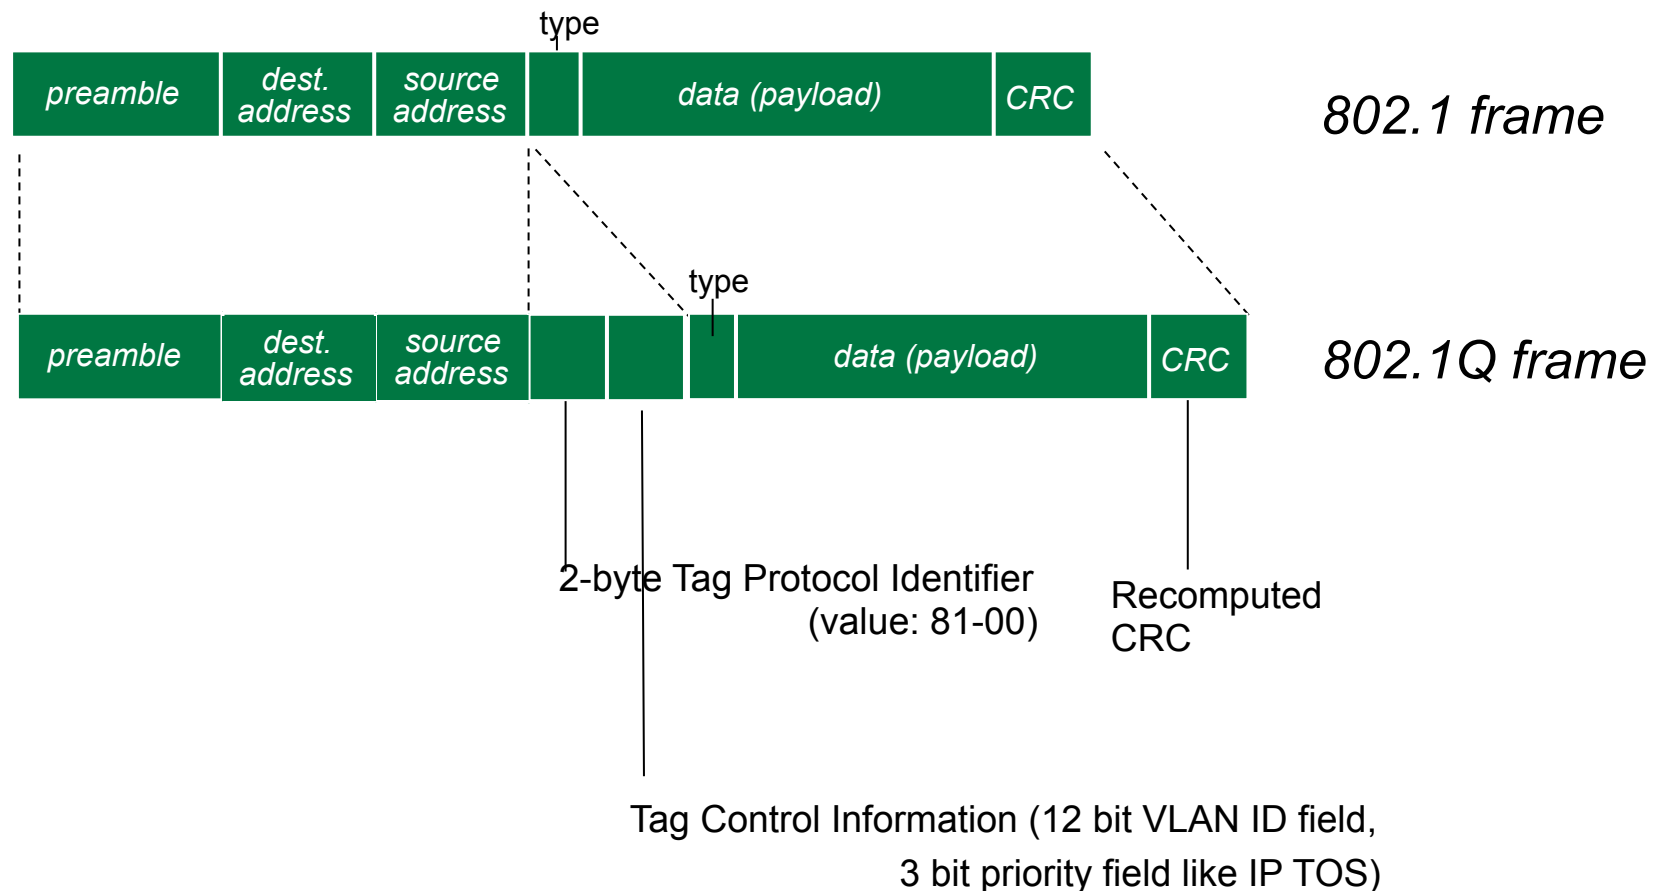 type
preamble
dest.
address
source
address
data (payload)
CRC
802.1 frame
type
preamble
dest.
address
source
address
data (payload)
CRC
802.1Q frame
2-byte Tag Protocol Identifier
(value: 81-00)
Recomputed
CRC
Tag Control Information (12 bit VLAN ID field,
3 bit priority field like IP TOS)